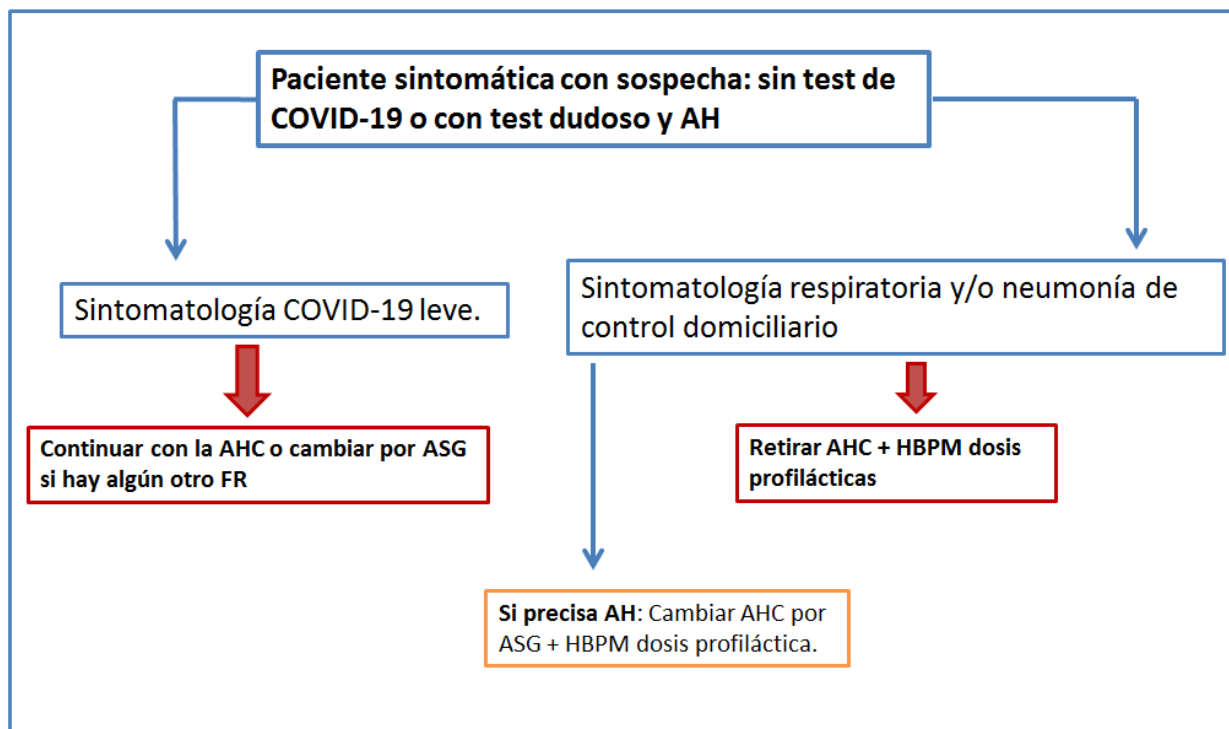 Paciente sintomática con sospecha: sin test de
COVID-19 o con test dudoso y AH
Sintomatología COVID-19 leve.
Sintomatología respiratoria y/o neumonía de
control domiciliario
Continuar con la AHC o cambiar por ASG
si hay algún otro FR
Retirar AHC + HBPM dosis
profilácticas
Si precisa AH: Cambiar AHC por
ASG + HBPM dosis profiláctica.